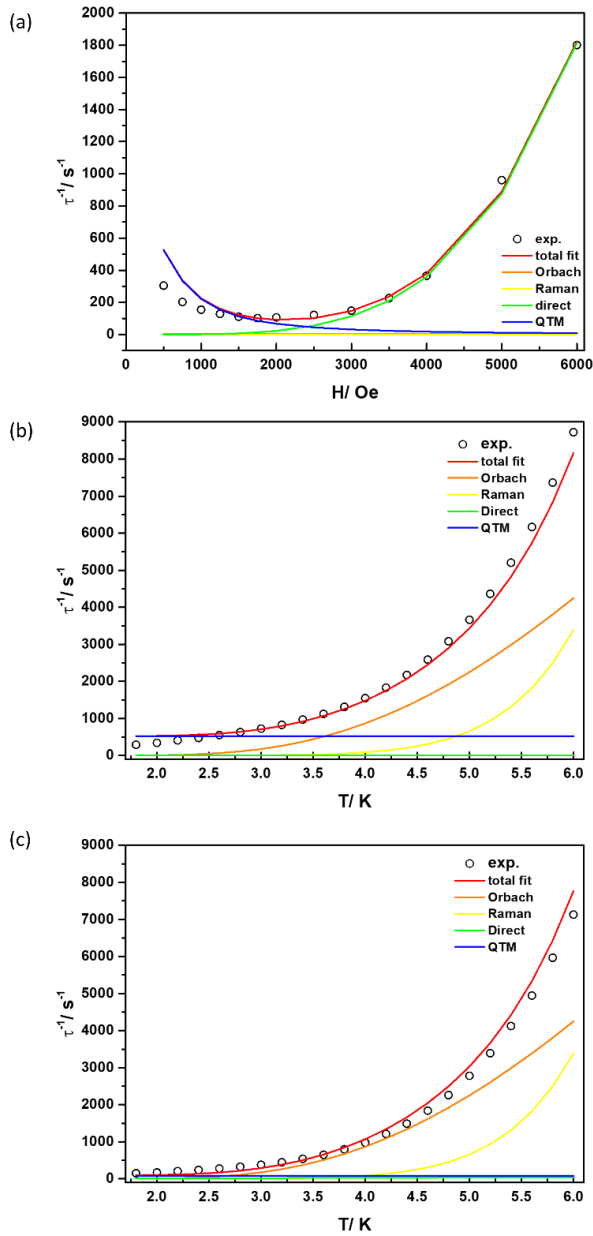 (a)
2000
1800
1600
1400
1200
1000
800
600
400
200
0
τ⁻¹/ s⁻¹
exp.
total fit
Orbach
Raman
direct
QTM
0 1000 2000 3000 4000 5000 6000
H/ Oe
(b)
9000
8000
7000
6000
5000
4000
3000
2000
1000
0
τ⁻¹/ s⁻¹
exp.
total fit
Orbach
Raman
Direct
QTM
2.0 2.5 3.0 3.5 4.0 4.5 5.0 5.5 6.0
T/ K
(c)
9000
8000
7000
6000
5000
4000
3000
2000
1000
0
τ⁻¹/ s⁻¹
exp.
total fit
Orbach
Raman
Direct
QTM
2.0 2.5 3.0 3.5 4.0 4.5 5.0 5.5 6.0
T/ K